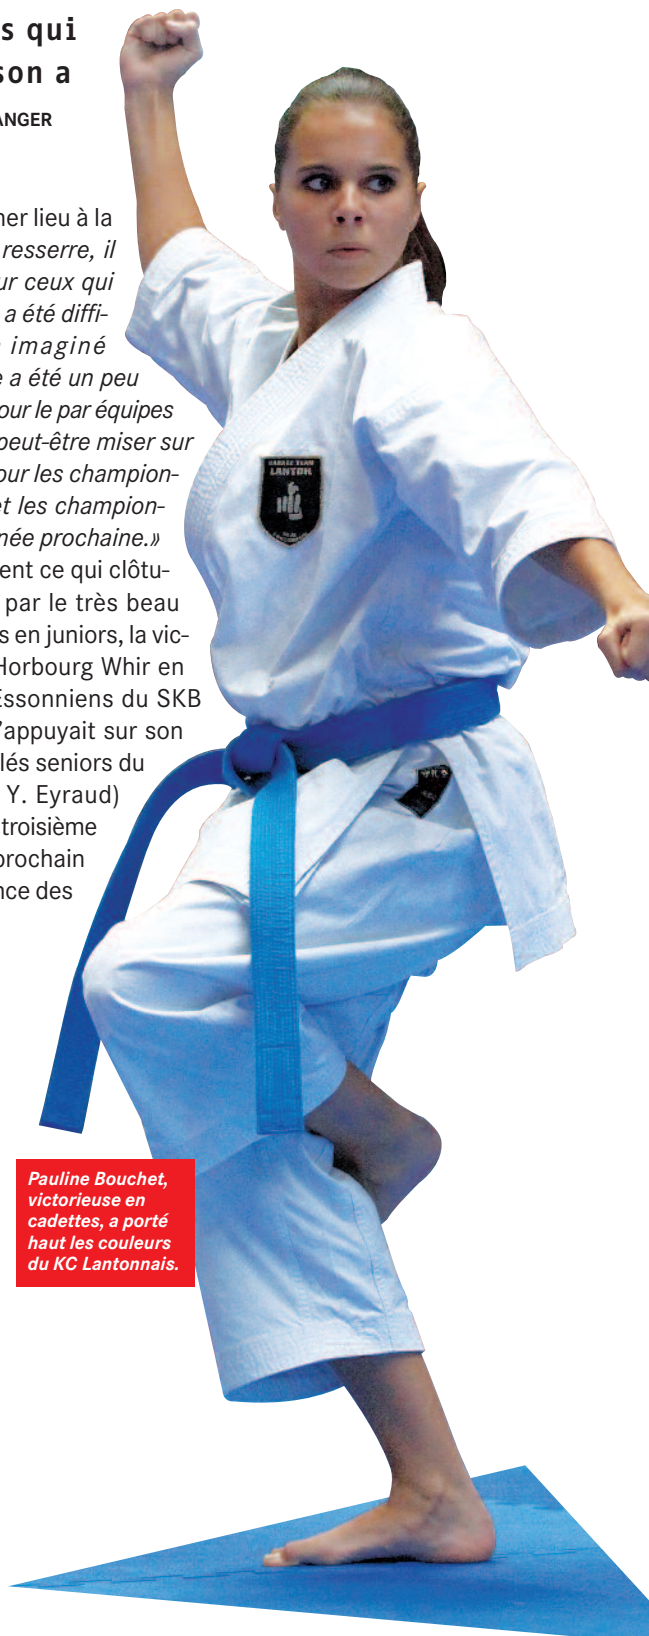 s qui
son a
ANGER
ner lieu à la
resserre, il
ur ceux qui
a été diffi-
imaginé
e a été un peu
our le par équipes
peut-être miser sur
our les champion-
et les champion-
née prochaine.»
ent ce qui clôtu-
par le très beau
s en juniors, la vic-
Horbourg Whir en
Essonniens du SKB
'appuyait sur son
lés seniors du
Y. Eyraud)
troisième
prochain
nce des
KARATE TEAM
LANTON
Pauline Bouchet,
victorieuse en
cadettes, a porté
haut les couleurs
du KC Lantonnais.